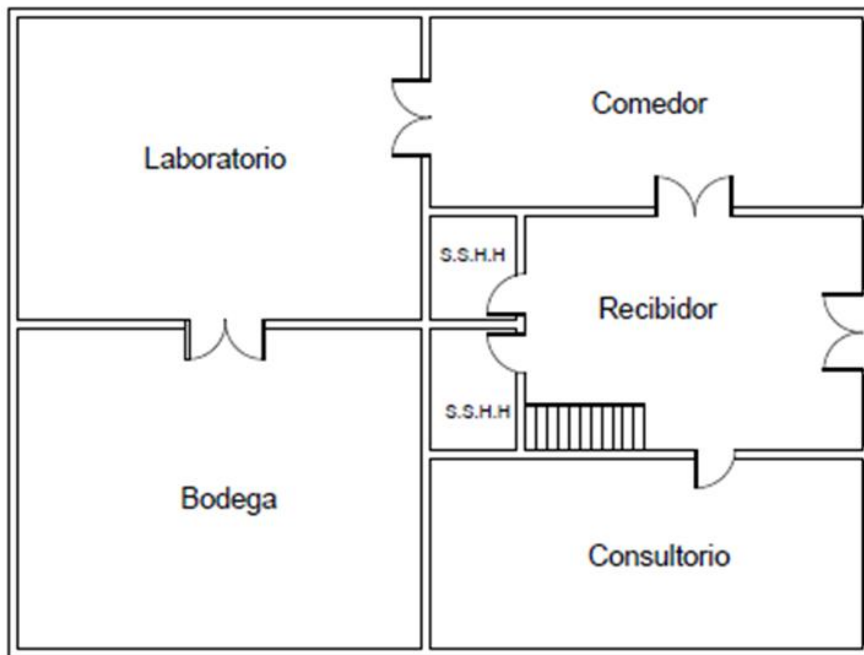 Comedor
Laboratorio
S.S.H.H
Recibidor
S.S.H.H
Bodega
Consultorio